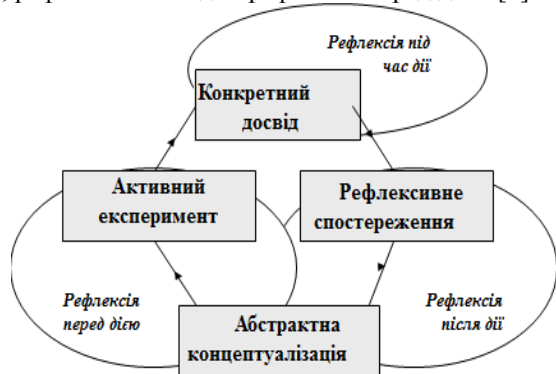 Рефлексія під
час дії
Конкретний
досвід
Активний
експеримент
Рефлексивне
спостереження
Рефлексія
перед дією
Абстрактна
концептуалізація
Рефлексія
після дії